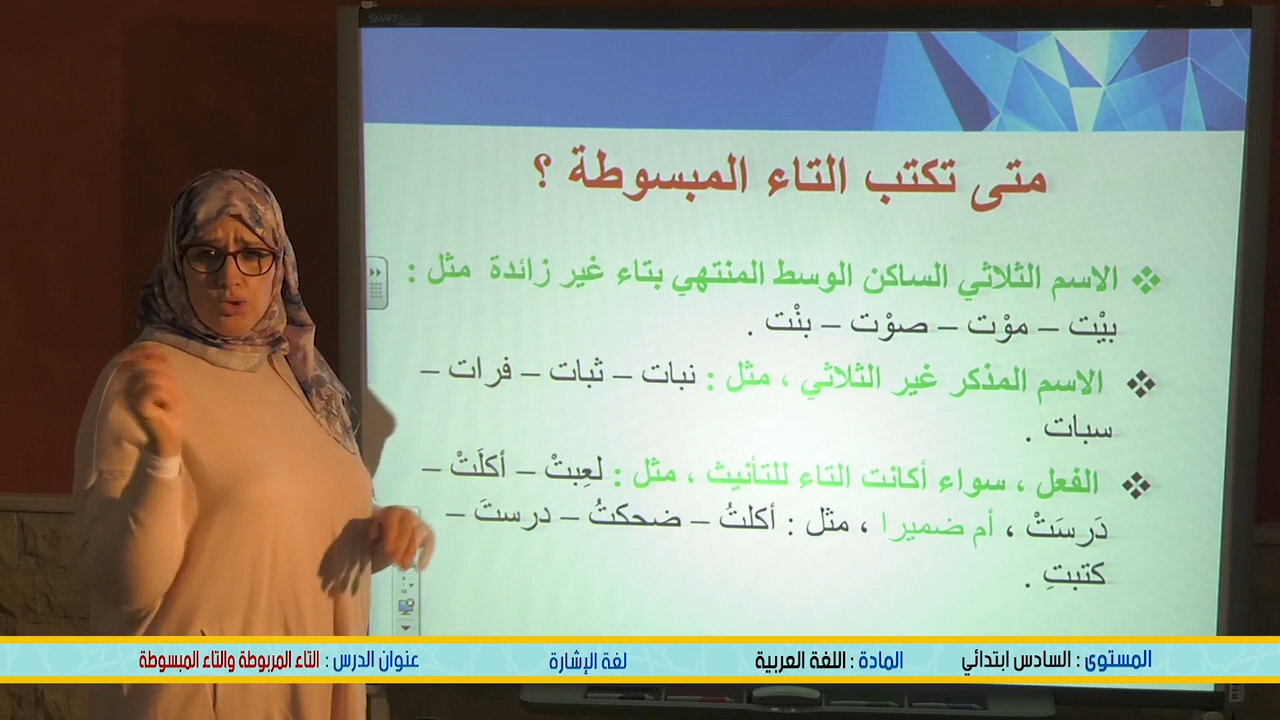 SMART
متى تكتب التاء المبسوطة ؟
❖ الاسم الثلاثي الساكن الوسط المنتهي بتاء غير زائدة مثل :
بيْت – موْت – صوْت – بنْت .
❖ الاسم المذكر غير الثلاثي ، مثل : نبات – ثبات – فرات –
سبات .
❖ الفعل ، سواء أكانت التاء للتأنيث ، مثل : لعِبتْ – أكلَتْ –
دَرسَتْ ، أم ضميرا ، مثل : أكلتُ – ضحكتُ – درستَ –
كتبتِ .
المستوى : السادس ابتدائي
المادة : اللغة العربية
لغة الإشارة
عنوان الدرس : التاء المربوطة والتاء المبسوطة